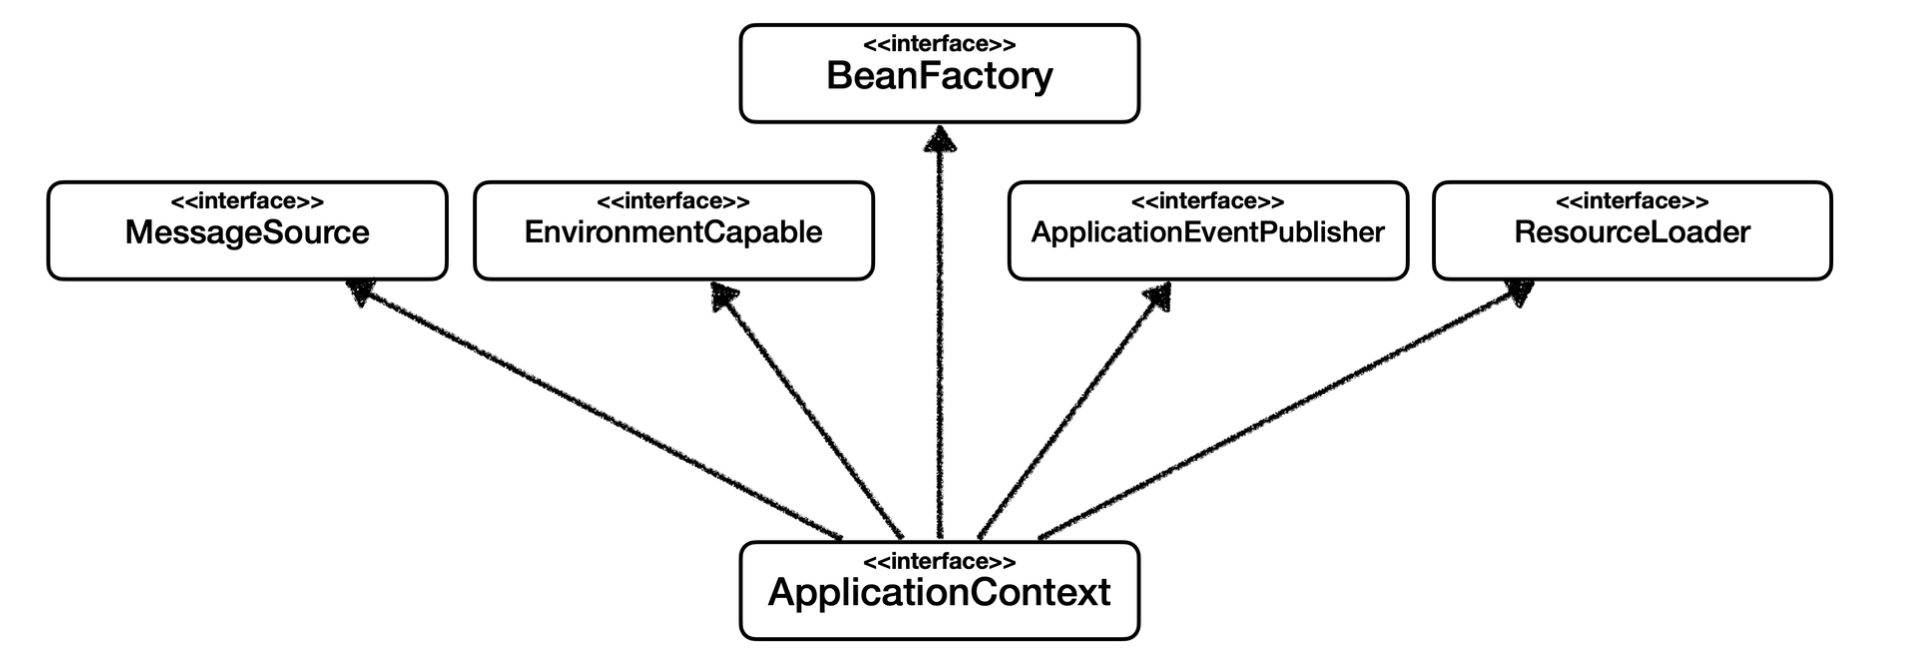 <<interface>>
BeanFactory
<<interface>>
MessageSource
<<interface>>
EnvironmentCapable
<<interface>>
ApplicationEventPublisher
<<interface>>
ResourceLoader
<<interface>>
ApplicationContext